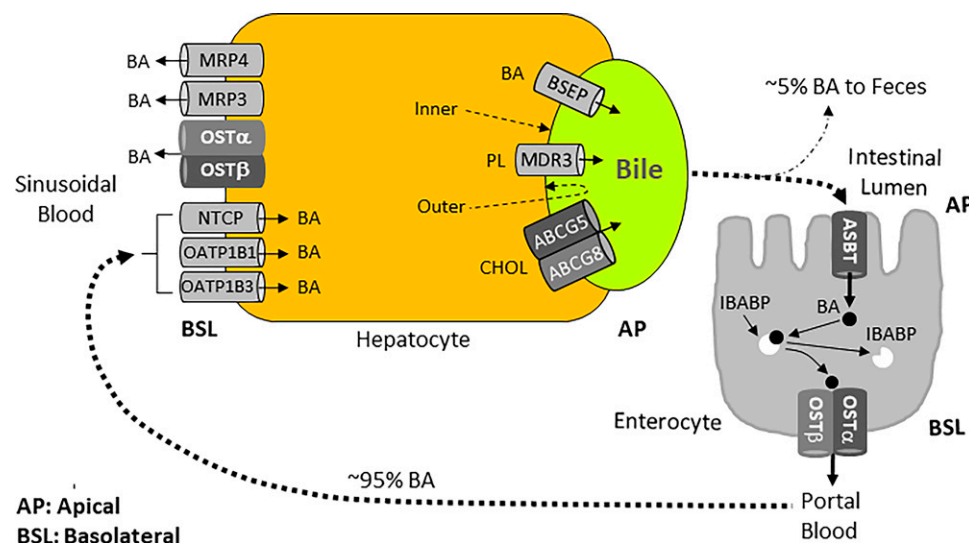 BA
MRP4
BA
MRP3
BA
OSTα
OSTβ
Sinusoidal
Blood
NTCP
BA
OATP1B1
BA
OATP1B3
BA
BSL
Hepatocyte
AP
BA
BSEP
Inner
PL
MDR3
Bile
Outer
ABCG5
ABCG8
CHOL
~5% BA to Feces
Intestinal
Lumen
AP
ASBT
BA
IBABP
IBABP
Enterocyte
OSTβ
OSTα
BSL
~95% BA
Portal
Blood
AP: Apical
BSL: Basolateral